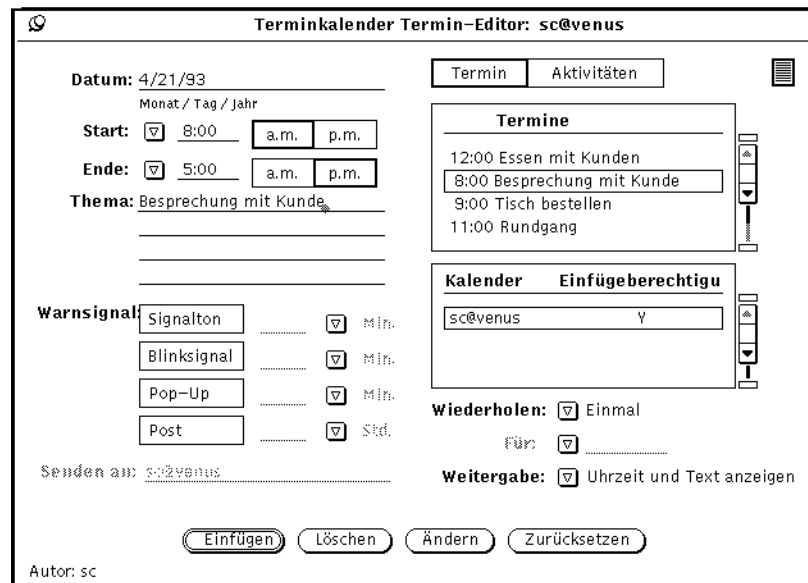 Terminkalender Termin-Editor: sc@venus
Datum: 4/21/93
Monat / Tag / Jahr
Start: 8:00 a.m. p.m.
Ende: 5:00 a.m. p.m.
Thema: Besprechung mit Kunde
Warnsignal:
Signalton Min.
Blinksignal Min.
Pop-Up Min.
Post Std.
Senden an: sc@venus
Termin Aktivitäten
Termine
12:00 Essen mit Kunden
8:00 Besprechung mit Kunde
9:00 Tisch bestellen
11:00 Rundgang
Kalender Einfügeberechtigu
sc@venus Y
Wiederholen: Einmal
Für:
Weitergabe: Uhrzeit und Text anzeigen
Einfügen Löschen Ändern Zurücksetzen
Autor: sc